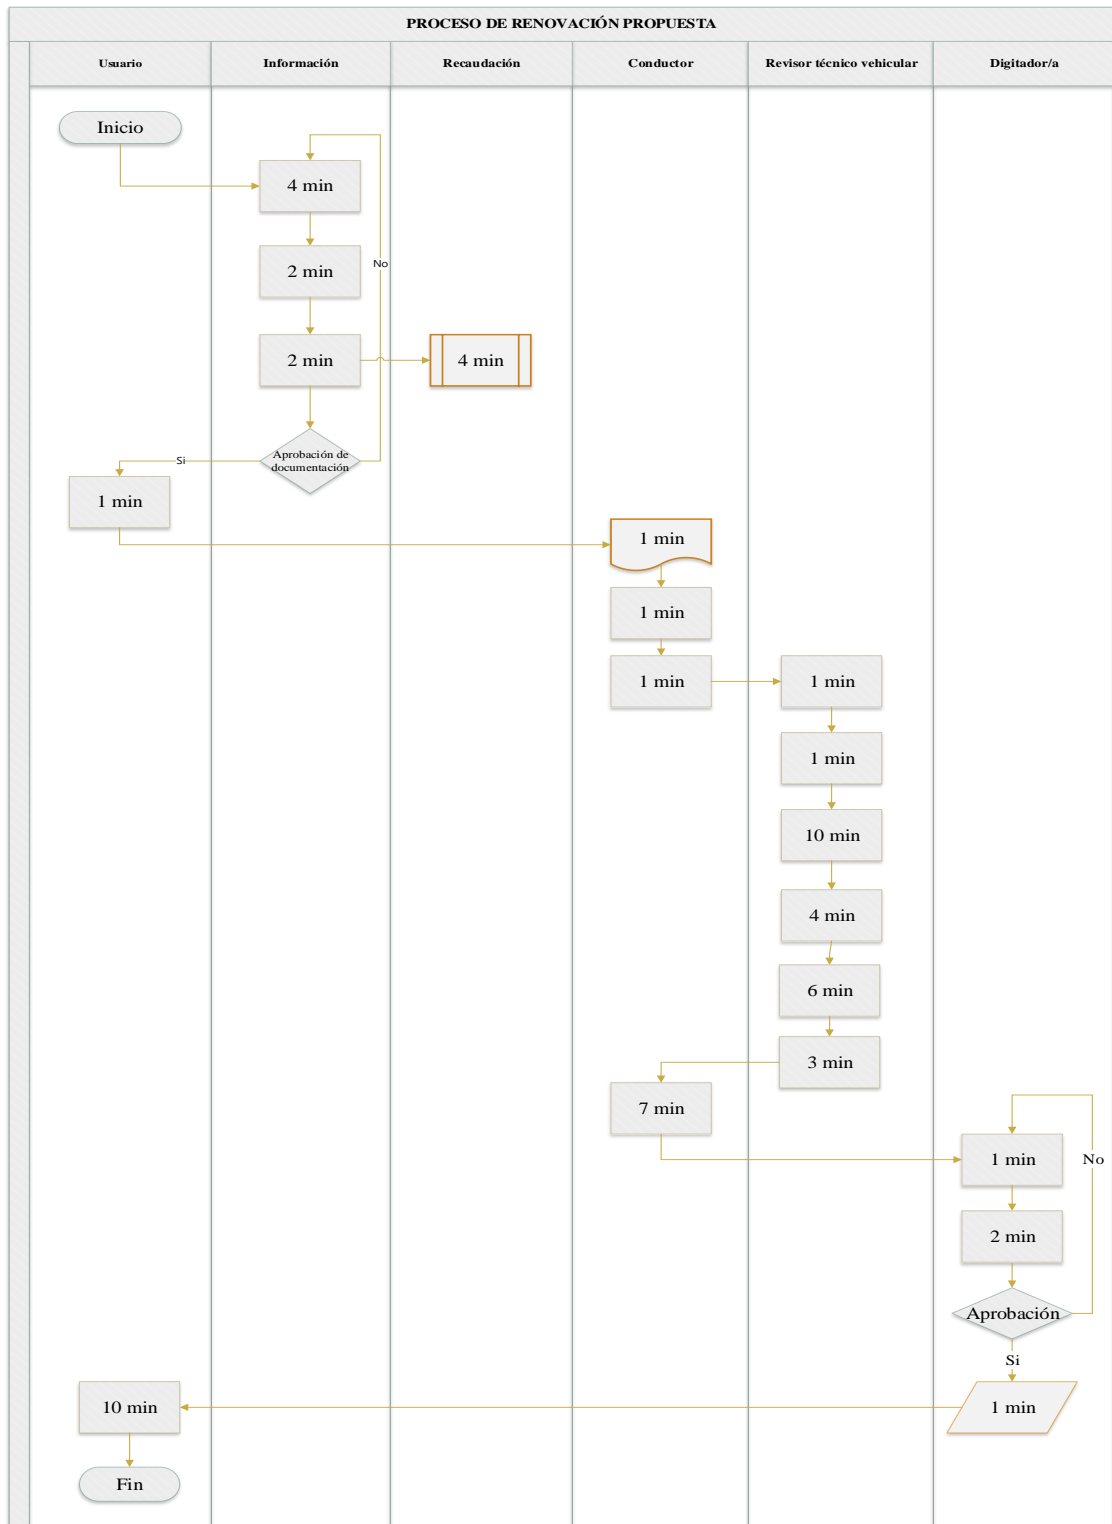 PROCESO DE RENOVACIÓN PROPUESTA
Usuario
Información
Recaudación
Conductor
Revisor técnico vehicular
Digitador/a
Inicio
4 min
2 min
No
2 min
4 min
Aprobación de
documentación
Si
1 min
1 min
1 min
1 min
1 min
1 min
10 min
4 min
6 min
3 min
7 min
1 min
No
2 min
Aprobación
Si
10 min
1 min
Fin